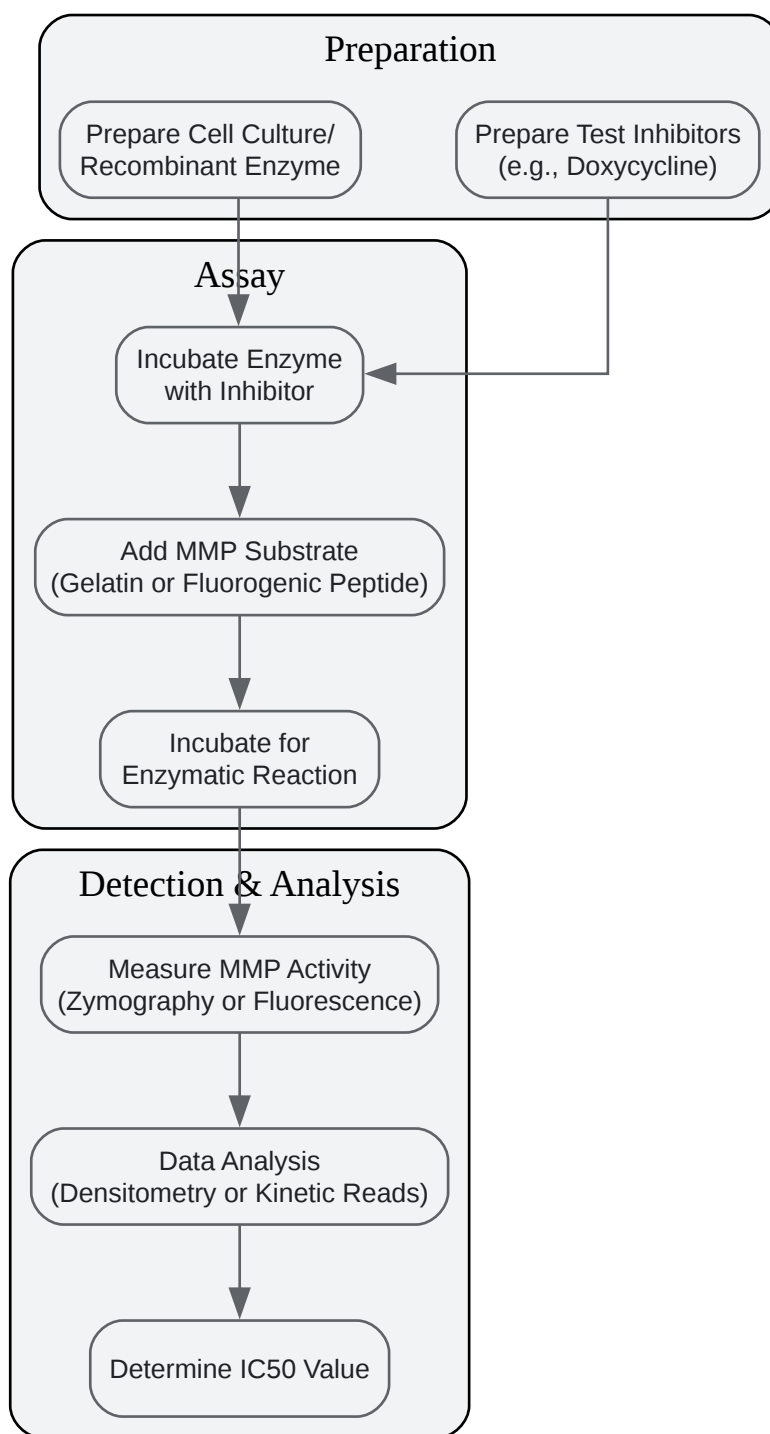 Preparation
Prepare Cell Culture/
Recombinant Enzyme
Prepare Test Inhibitors
(e.g., Doxycycline)
Assay
Incubate Enzyme
with Inhibitor
Add MMP Substrate
(Gelatin or Fluorogenic Peptide)
Incubate for
Enzymatic Reaction
Detection & Analysis
Measure MMP Activity
(Zymography or Fluorescence)
Data Analysis
(Densitometry or Kinetic Reads)
Determine IC50 Value